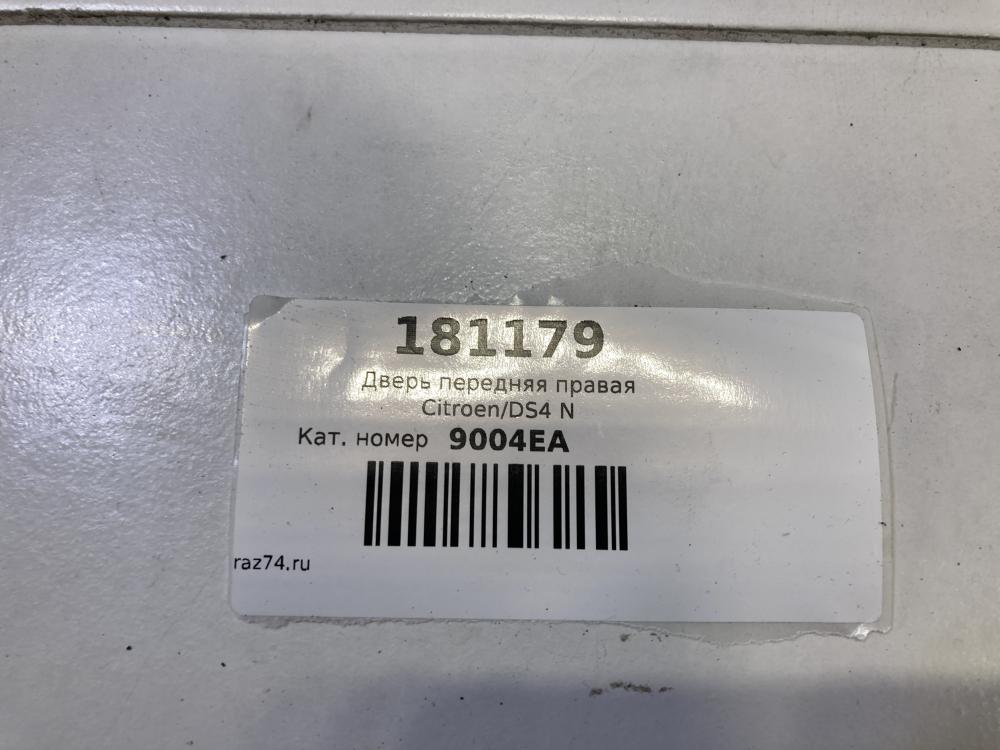 181179
Дверь передняя правая
Citroen/DS4 N
Кат. номер 9004EA
raz74.ru